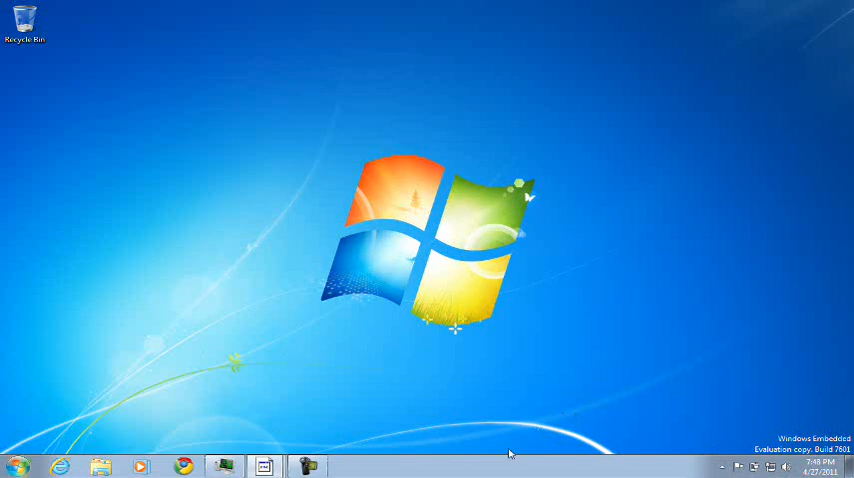 Recycle Bin
Windows Embedded
Evaluation copy. Build 7601
7:48 PM
4/27/2011